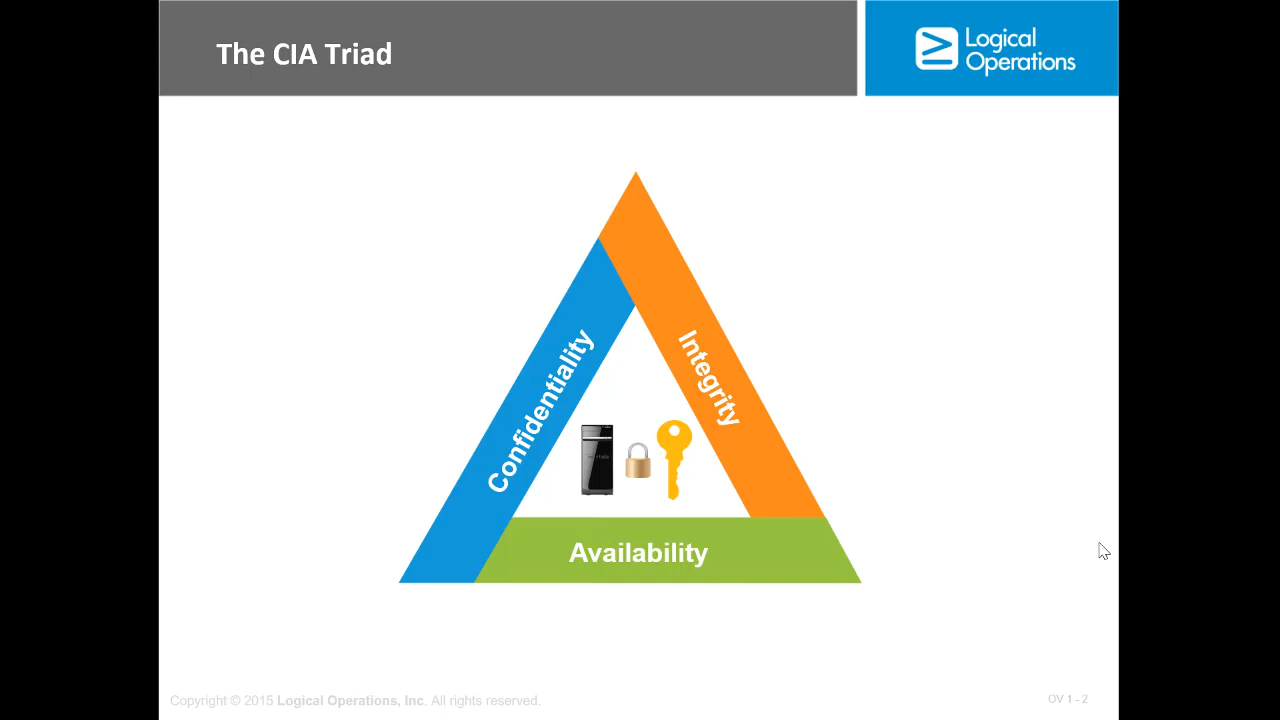 The CIA Triad
Logical
Operations
Confidentiality
Integrity
Availability
Copyright © 2015 Logical Operations, Inc. All rights reserved.
OV 1 - 2